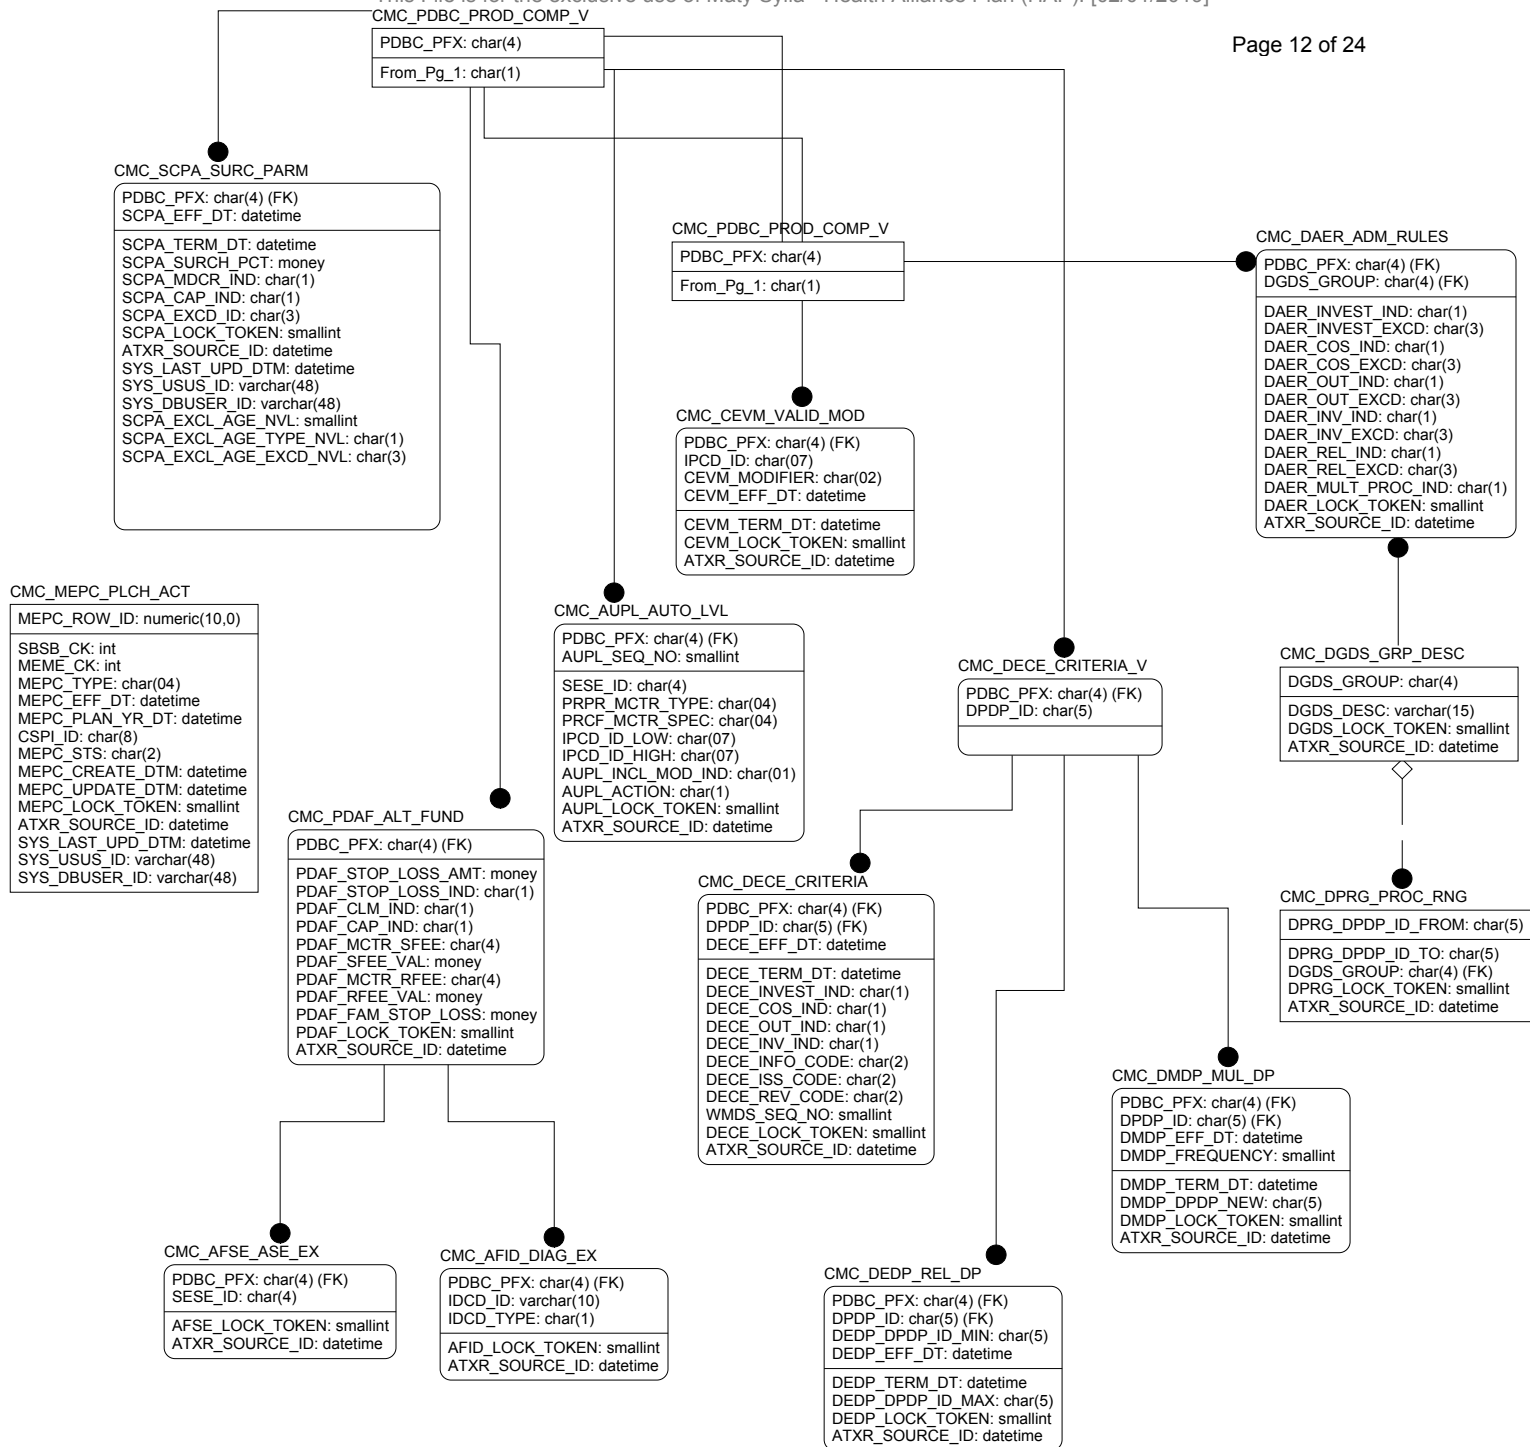 CMC_PDBC_PROD_COMP_V
PDBC_PFX: char(4)
From_Pg_1: char(1)
Page 12 of 24
CMC_SCPA_SURC_PARM
PDBC_PFX: char(4) (FK)
SCPA_EFF_DT: datetime
SCPA_TERM_DT: datetime
SCPA_SURCH_PCT: money
SCPA_MDCR_IND: char(1)
SCPA_CAP_IND: char(1)
SCPA_EXCD_ID: char(3)
SCPA_LOCK_TOKEN: smallint
ATXR_SOURCE_ID: datetime
SYS_LAST_UPD_DTM: datetime
SYS_USUS_ID: varchar(48)
SYS_DBUSER_ID: varchar(48)
SCPA_EXCL_AGE_NVL: smallint
SCPA_EXCL_AGE_TYPE_NVL: char(1)
SCPA_EXCL_AGE_EXCD_NVL: char(3)
CMC_PDBC_PROD_COMP_V
PDBC_PFX: char(4)
From_Pg_1: char(1)
CMC_DAER_ADM_RULES
PDBC_PFX: char(4) (FK)
DGDS_GROUP: char(4) (FK)
DAER_INVEST_IND: char(1)
DAER_INVEST_EXCD: char(3)
DAER_COS_IND: char(1)
DAER_COS_EXCD: char(3)
DAER_OUT_IND: char(1)
DAER_OUT_EXCD: char(3)
DAER_INV_IND: char(1)
DAER_INV_EXCD: char(3)
DAER_REL_IND: char(1)
DAER_REL_EXCD: char(3)
DAER_MULT_PROC_IND: char(1)
DAER_LOCK_TOKEN: smallint
ATXR_SOURCE_ID: datetime
CMC_CEVM_VALID_MOD
PDBC_PFX: char(4) (FK)
IPCD_ID: char(07)
CEVM_MODIFIER: char(02)
CEVM_EFF_DT: datetime
CEVM_TERM_DT: datetime
CEVM_LOCK_TOKEN: smallint
ATXR_SOURCE_ID: datetime
CMC_MEPC_PLCH_ACT
MEPC_ROW_ID: numeric(10,0)
SBSB_CK: int
MEME_CK: int
MEPC_TYPE: char(04)
MEPC_EFF_DT: datetime
MEPC_PLAN_YR_DT: datetime
CSPI_ID: char(8)
MEPC_STS: char(2)
MEPC_CREATE_DTM: datetime
MEPC_UPDATE_DTM: datetime
MEPC_LOCK_TOKEN: smallint
ATXR_SOURCE_ID: datetime
SYS_LAST_UPD_DTM: datetime
SYS_USUS_ID: varchar(48)
SYS_DBUSER_ID: varchar(48)
CMC_AUPL_AUTO_LVL
PDBC_PFX: char(4) (FK)
AUPL_SEQ_NO: smallint
SESE_ID: char(4)
PRPR_MCTR_TYPE: char(04)
PRCF_MCTR_SPEC: char(04)
IPCD_ID_LOW: char(07)
IPCD_ID_HIGH: char(07)
AUPL_INCL_MOD_IND: char(01)
AUPL_ACTION: char(1)
AUPL_LOCK_TOKEN: smallint
ATXR_SOURCE_ID: datetime
CMC_DECE_CRITERIA_V
PDBC_PFX: char(4) (FK)
DPDP_ID: char(5)
CMC_DGDS_GRP_DESC
DGDS_GROUP: char(4)
DGDS_DESC: varchar(15)
DGDS_LOCK_TOKEN: smallint
ATXR_SOURCE_ID: datetime
CMC_PDAF_ALT_FUND
PDBC_PFX: char(4) (FK)
PDAF_STOP_LOSS_AMT: money
PDAF_STOP_LOSS_IND: char(1)
PDAF_CLM_IND: char(1)
PDAF_CAP_IND: char(1)
PDAF_MCTR_SFEE: char(4)
PDAF_SFEE_VAL: money
PDAF_MCTR_RFEE: char(4)
PDAF_RFEE_VAL: money
PDAF_FAM_STOP_LOSS: money
PDAF_LOCK_TOKEN: smallint
ATXR_SOURCE_ID: datetime
CMC_DECE_CRITERIA
PDBC_PFX: char(4) (FK)
DPDP_ID: char(5) (FK)
DECE_EFF_DT: datetime
DECE_TERM_DT: datetime
DECE_INVEST_IND: char(1)
DECE_COS_IND: char(1)
DECE_OUT_IND: char(1)
DECE_INV_IND: char(1)
DECE_INFO_CODE: char(2)
DECE_ISS_CODE: char(2)
DECE_REV_CODE: char(2)
WMDS_SEQ_NO: smallint
DECE_LOCK_TOKEN: smallint
ATXR_SOURCE_ID: datetime
CMC_DPRG_PROC_RNG
DPRG_DPDP_ID_FROM: char(5)
DPRG_DPDP_ID_TO: char(5)
DGDS_GROUP: char(4) (FK)
DPRG_LOCK_TOKEN: smallint
ATXR_SOURCE_ID: datetime
CMC_DMDP_MUL_DP
PDBC_PFX: char(4) (FK)
DPDP_ID: char(5) (FK)
DMDP_EFF_DT: datetime
DMDP_FREQUENCY: smallint
DMDP_TERM_DT: datetime
DMDP_DPDP_NEW: char(5)
DMDP_LOCK_TOKEN: smallint
ATXR_SOURCE_ID: datetime
CMC_AFSE_ASE_EX
PDBC_PFX: char(4) (FK)
SESE_ID: char(4)
AFSE_LOCK_TOKEN: smallint
ATXR_SOURCE_ID: datetime
CMC_AFID_DIAG_EX
PDBC_PFX: char(4) (FK)
IDCD_ID: varchar(10)
IDCD_TYPE: char(1)
AFID_LOCK_TOKEN: smallint
ATXR_SOURCE_ID: datetime
CMC_DEDP_REL_DP
PDBC_PFX: char(4) (FK)
DPDP_ID: char(5) (FK)
DEDP_DPDP_ID_MIN: char(5)
DEDP_EFF_DT: datetime
DEDP_TERM_DT: datetime
DEDP_DPDP_ID_MAX: char(5)
DEDP_LOCK_TOKEN: smallint
ATXR_SOURCE_ID: datetime